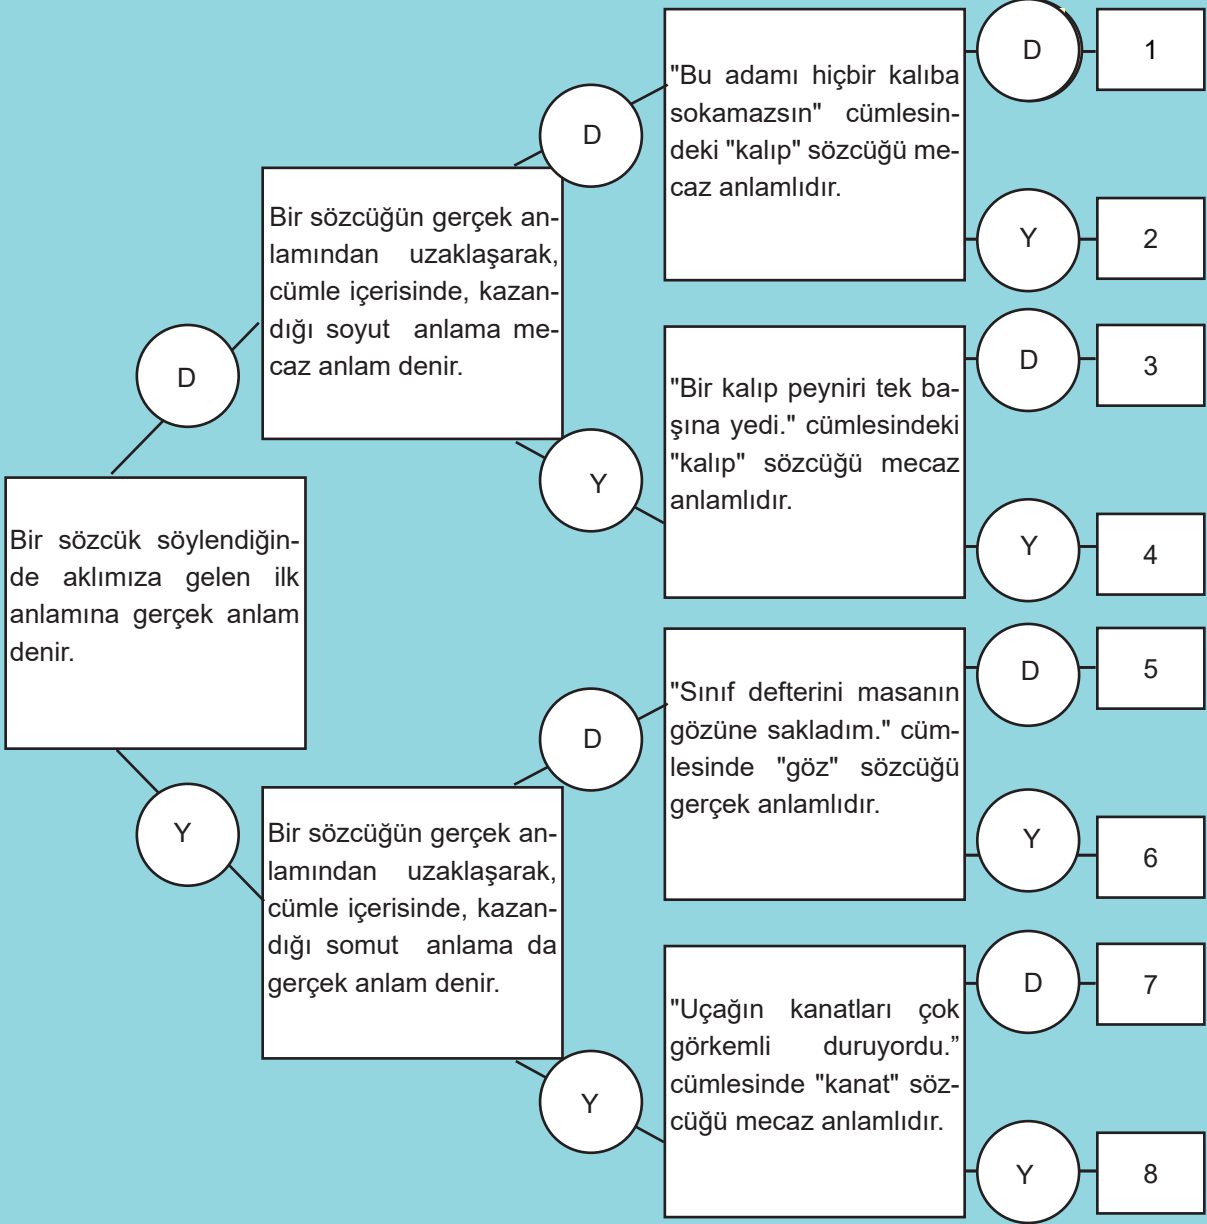 Bir sözcük söylendiğin-
de aklımıza gelen ilk
anlamına gerçek anlam
denir.
D
Y
Bir sözcüğün gerçek an-
lamından uzaklaşarak,
cümle içerisinde, kazan-
dığı soyut anlama me-
caz anlam denir.
D
Y
Bir sözcüğün gerçek an-
lamından uzaklaşarak,
cümle içerisinde, kazan-
dığı somut anlama da
gerçek anlam denir.
D
Y
"Bu adamı hiçbir kalıba
sokamazsın" cümlesin-
deki "kalıp" sözcüğü me-
caz anlamlıdır.
D
1
Y
2
"Bir kalıp peyniri tek ba-
şına yedi." cümlesindeki
"kalıp" sözcüğü mecaz
anlamlıdır.
D
3
Y
4
"Sınıf defterini masanın
gözüne sakladım." cüm-
lesinde "göz" sözcüğü
gerçek anlamlıdır.
D
5
Y
6
"Uçağın kanatları çok
görkemli duruyordu.”
cümlesinde "kanat" söz-
cüğü mecaz anlamlıdır.
D
7
Y
8